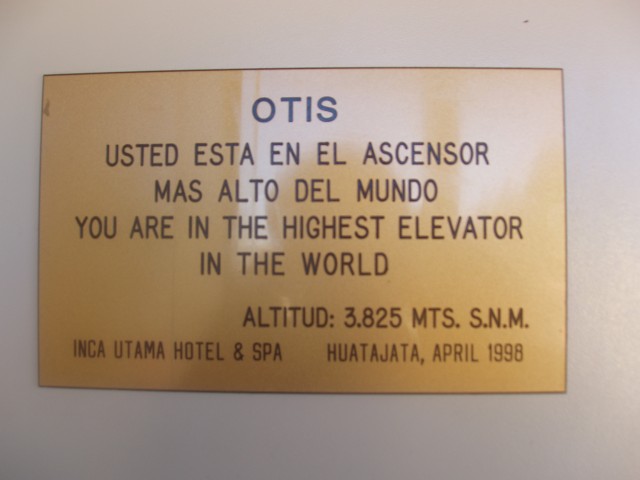 OTIS
USTED ESTA EN EL ASCENSOR
MAS ALTO DEL MUNDO
YOU ARE IN THE HIGHEST ELEVATOR
IN THE WORLD
ALTITUD: 3.825 MTS. S.N.M.
INCA UTAMA HOTEL & SPA HUATAJATA, APRIL 1998